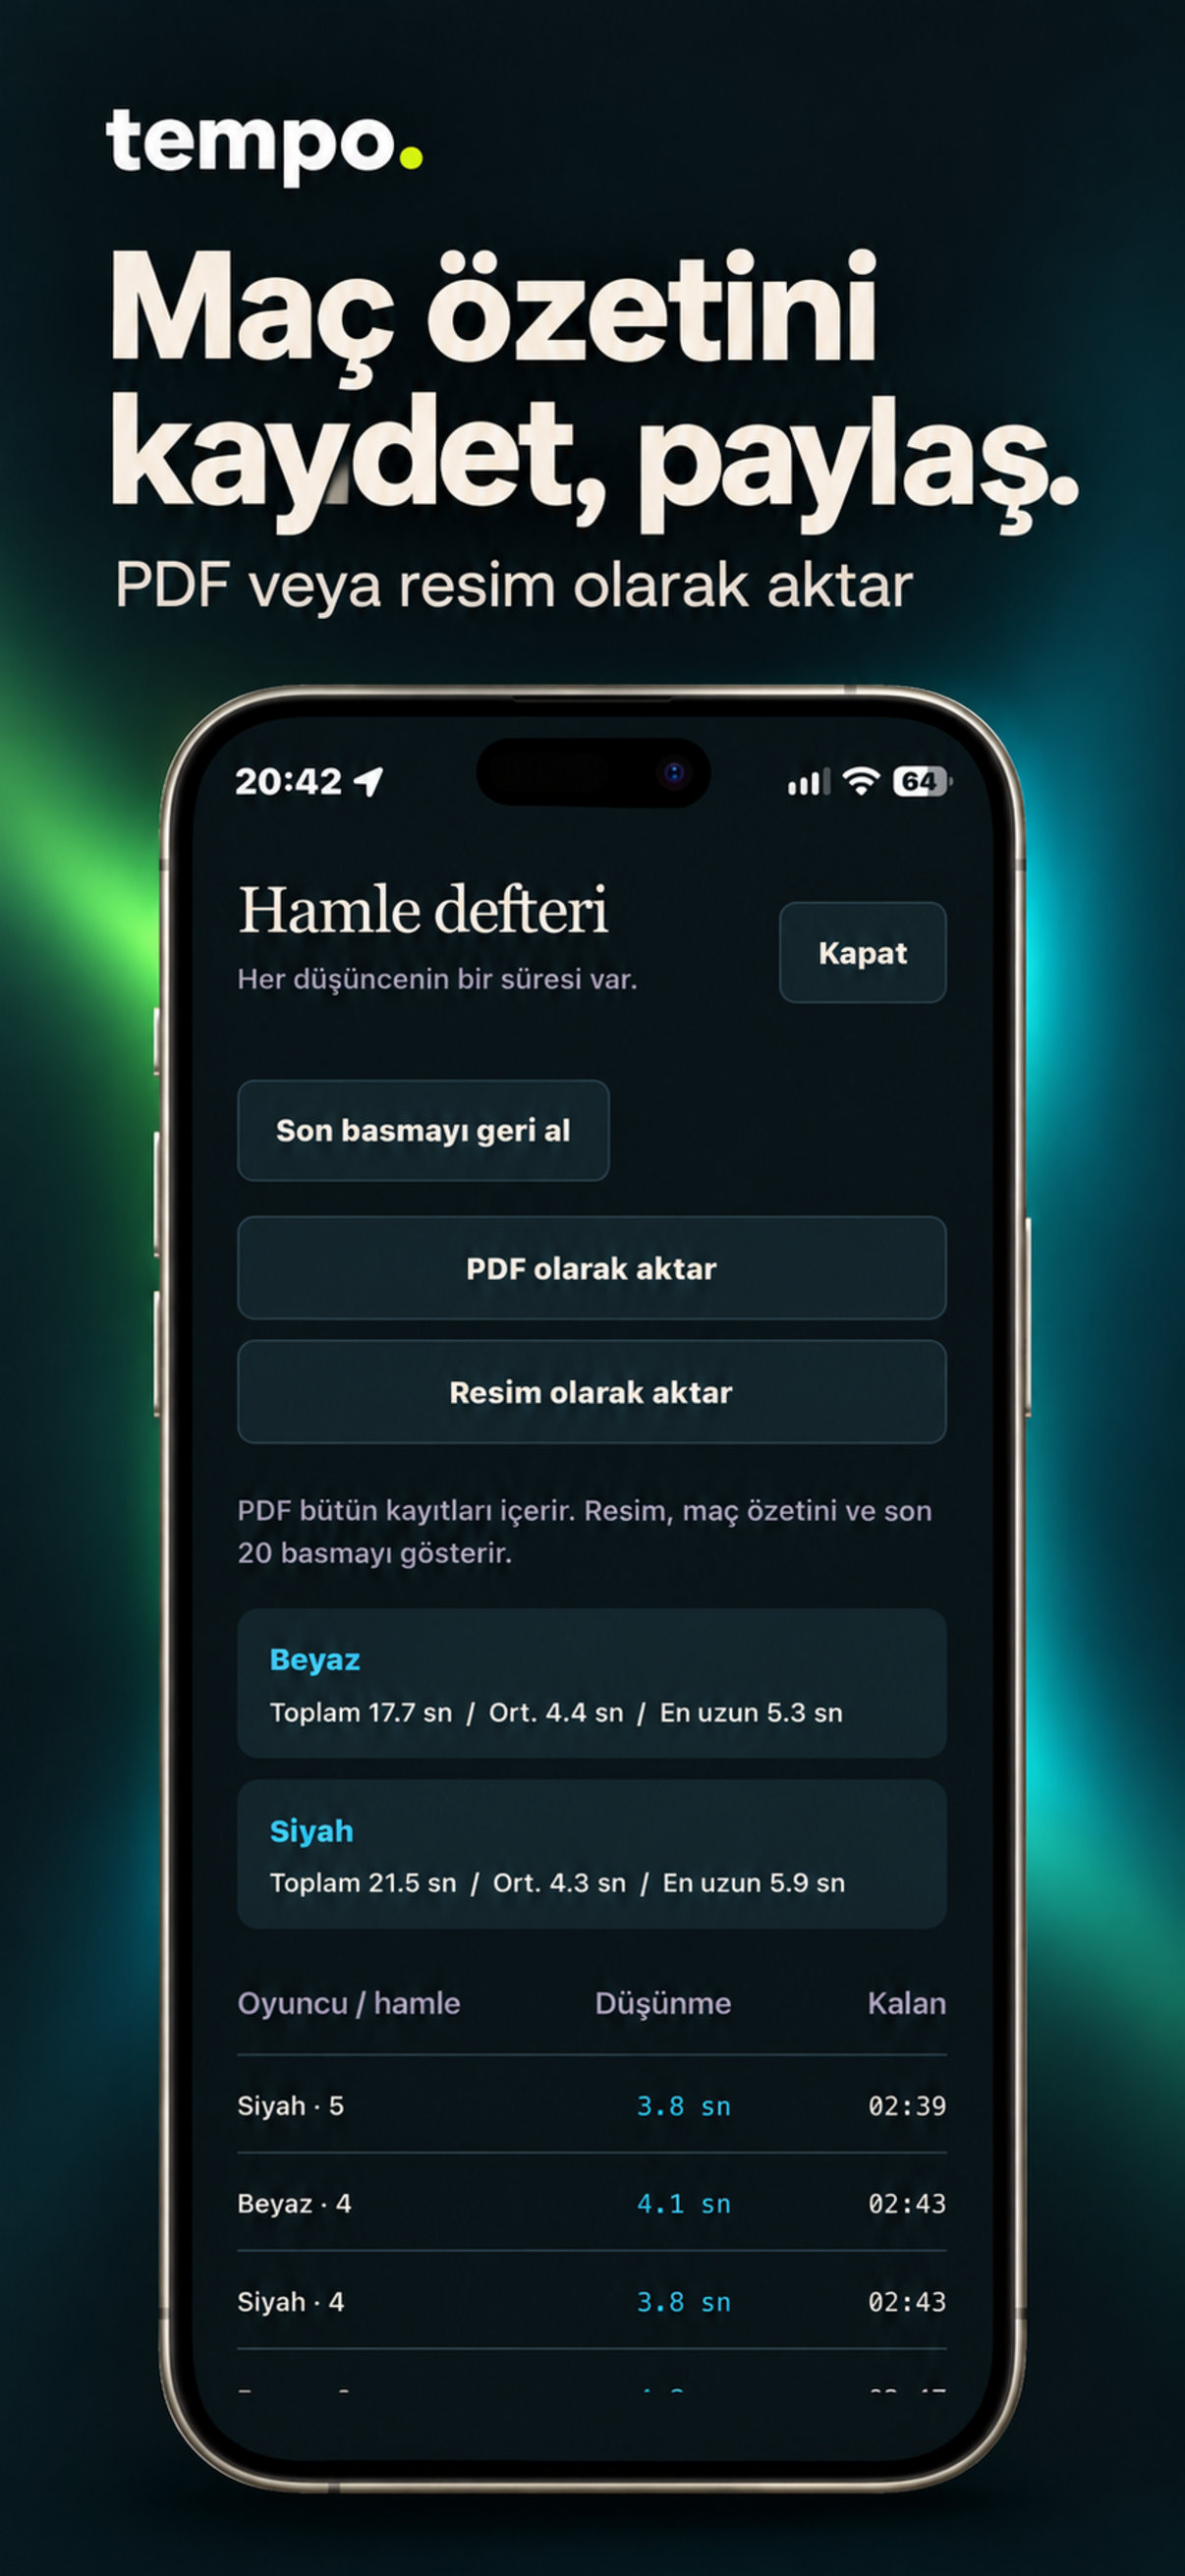 tempo.
Maç özetini
kaydet, paylaş.
PDF veya resim olarak aktar
20:42
64
Hamle defteri
Kapat
Her düşüncenin bir süresi var.
Son basmayı geri al
PDF olarak aktar
Resim olarak aktar
PDF bütün kayıtları içerir. Resim, maç özetini ve son
20 basmayı gösterir.
Beyaz
Toplam 17.7 sn / Ort. 4.4 sn / En uzun 5.3 sn
Siyah
Toplam 21.5 sn / Ort. 4.3 sn / En uzun 5.9 sn
Oyuncu / hamle Düşünme Kalan
Siyah · 5 3.8 sn 02:39
Beyaz · 4 4.1 sn 02:43
Siyah · 4 3.8 sn 02:43